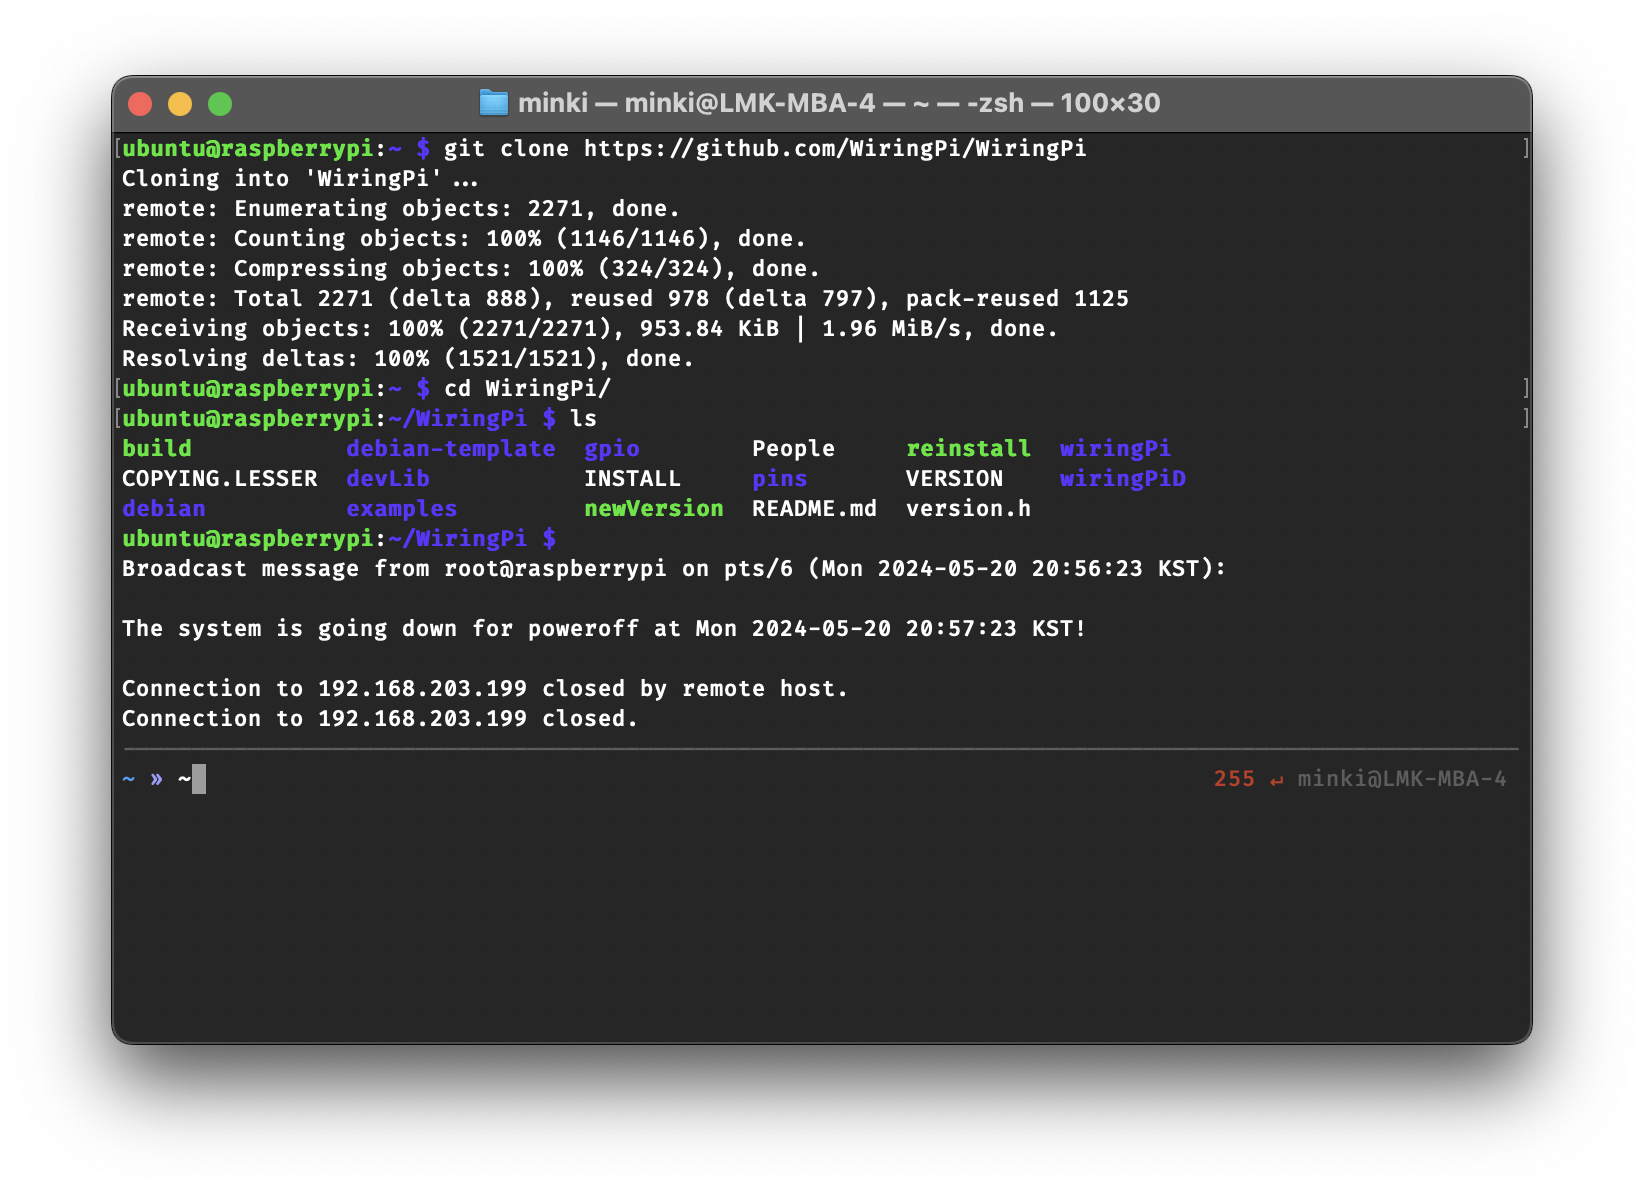 minki — minki@LMK-MBA-4 — ~ — -zsh — 100×30
[ubuntu@raspberrypi:~ $ git clone https://github.com/WiringPi/WiringPi ]
Cloning into 'WiringPi'...
remote: Enumerating objects: 2271, done.
remote: Counting objects: 100% (1146/1146), done.
remote: Compressing objects: 100% (324/324), done.
remote: Total 2271 (delta 888), reused 978 (delta 797), pack-reused 1125
Receiving objects: 100% (2271/2271), 953.84 KiB | 1.96 MiB/s, done.
Resolving deltas: 100% (1521/1521), done.
[ubuntu@raspberrypi:~ $ cd WiringPi/ ]
[ubuntu@raspberrypi:~/WiringPi $ ls ]
build debian-template gpio People reinstall wiringPi
COPYING.LESSER devLib INSTALL pins VERSION wiringPiD
debian examples newVersion README.md version.h
ubuntu@raspberrypi:~/WiringPi $
Broadcast message from root@raspberrypi on pts/6 (Mon 2024-05-20 20:56:23 KST):
The system is going down for poweroff at Mon 2024-05-20 20:57:23 KST!
Connection to 192.168.203.199 closed by remote host.
Connection to 192.168.203.199 closed.
~ » ~ 255 ↵ minki@LMK-MBA-4